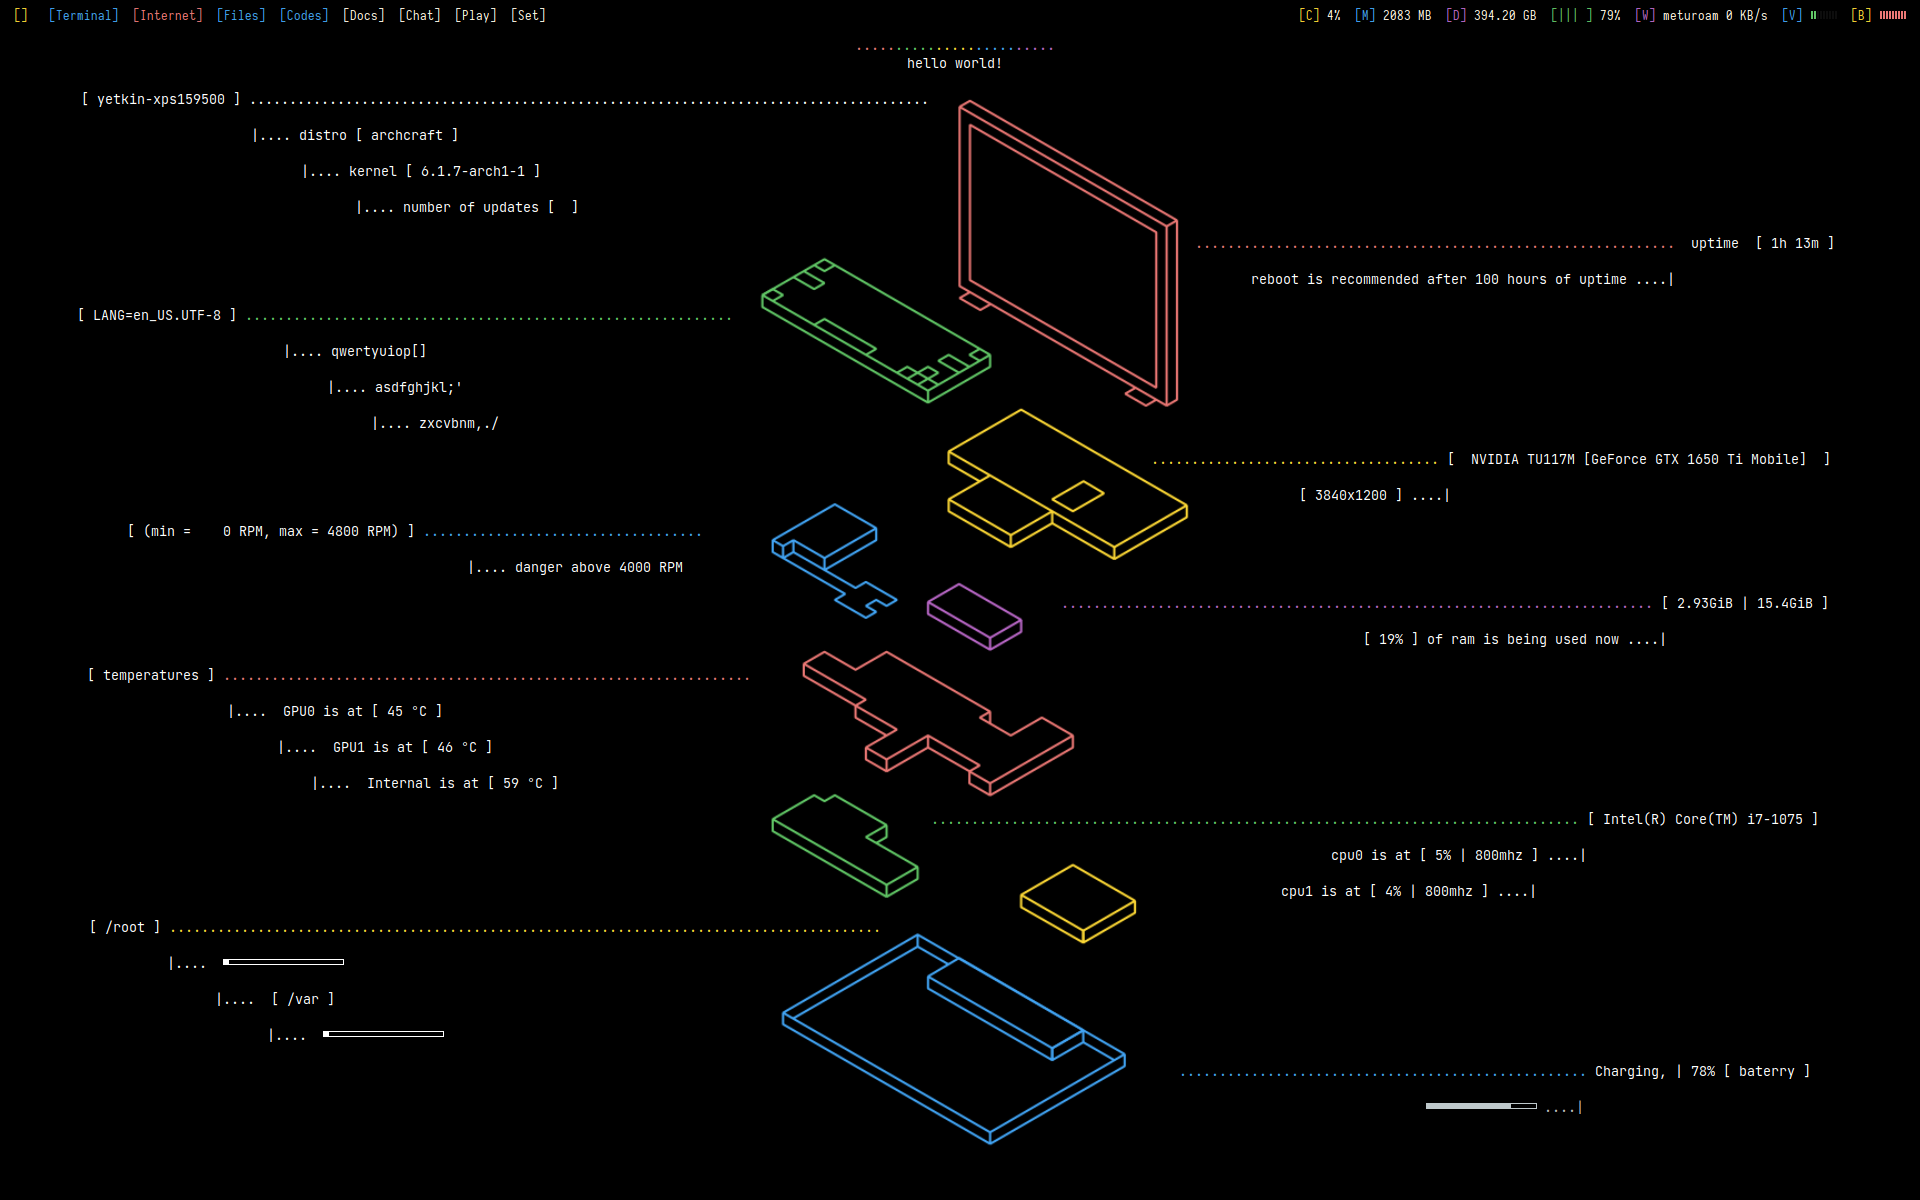 [] [Terminal] [Internet] [Files] [Codes] [Docs] [Chat] [Play] [Set] [C] 4% [M] 2083 MB [D] 394.20 GB [||| ] 79% [W] meturoam 0 KB/s [V] [B]
hello world!
[ yetkin-xps159500 ]
|.... distro [ archcraft ]
|.... kernel [ 6.1.7-arch1-1 ]
|.... number of updates [  ]
uptime [ 1h 13m ]
reboot is recommended after 100 hours of uptime ....|
[ LANG=en_US.UTF-8 ]
|.... qwertyuiop[]
|.... asdfghjkl;'
|.... zxcvbnm,./
[ NVIDIA TU117M [GeForce GTX 1650 Ti Mobile] ]
[ 3840x1200 ] ....|
[ (min =    0 RPM, max = 4800 RPM) ]
|.... danger above 4000 RPM
[ 2.93GiB | 15.4GiB ]
[ 19% ] of ram is being used now ....|
[ temperatures ]
|.... GPU0 is at [ 45 °C ]
|.... GPU1 is at [ 46 °C ]
|.... Internal is at [ 59 °C ]
[ Intel(R) Core(TM) i7-1075 ]
cpu0 is at [ 5% | 800mhz ] ....|
cpu1 is at [ 4% | 800mhz ] ....|
[ /root ]
|....
|.... [ /var ]
|....
Charging, | 78% [ baterry ]
....|